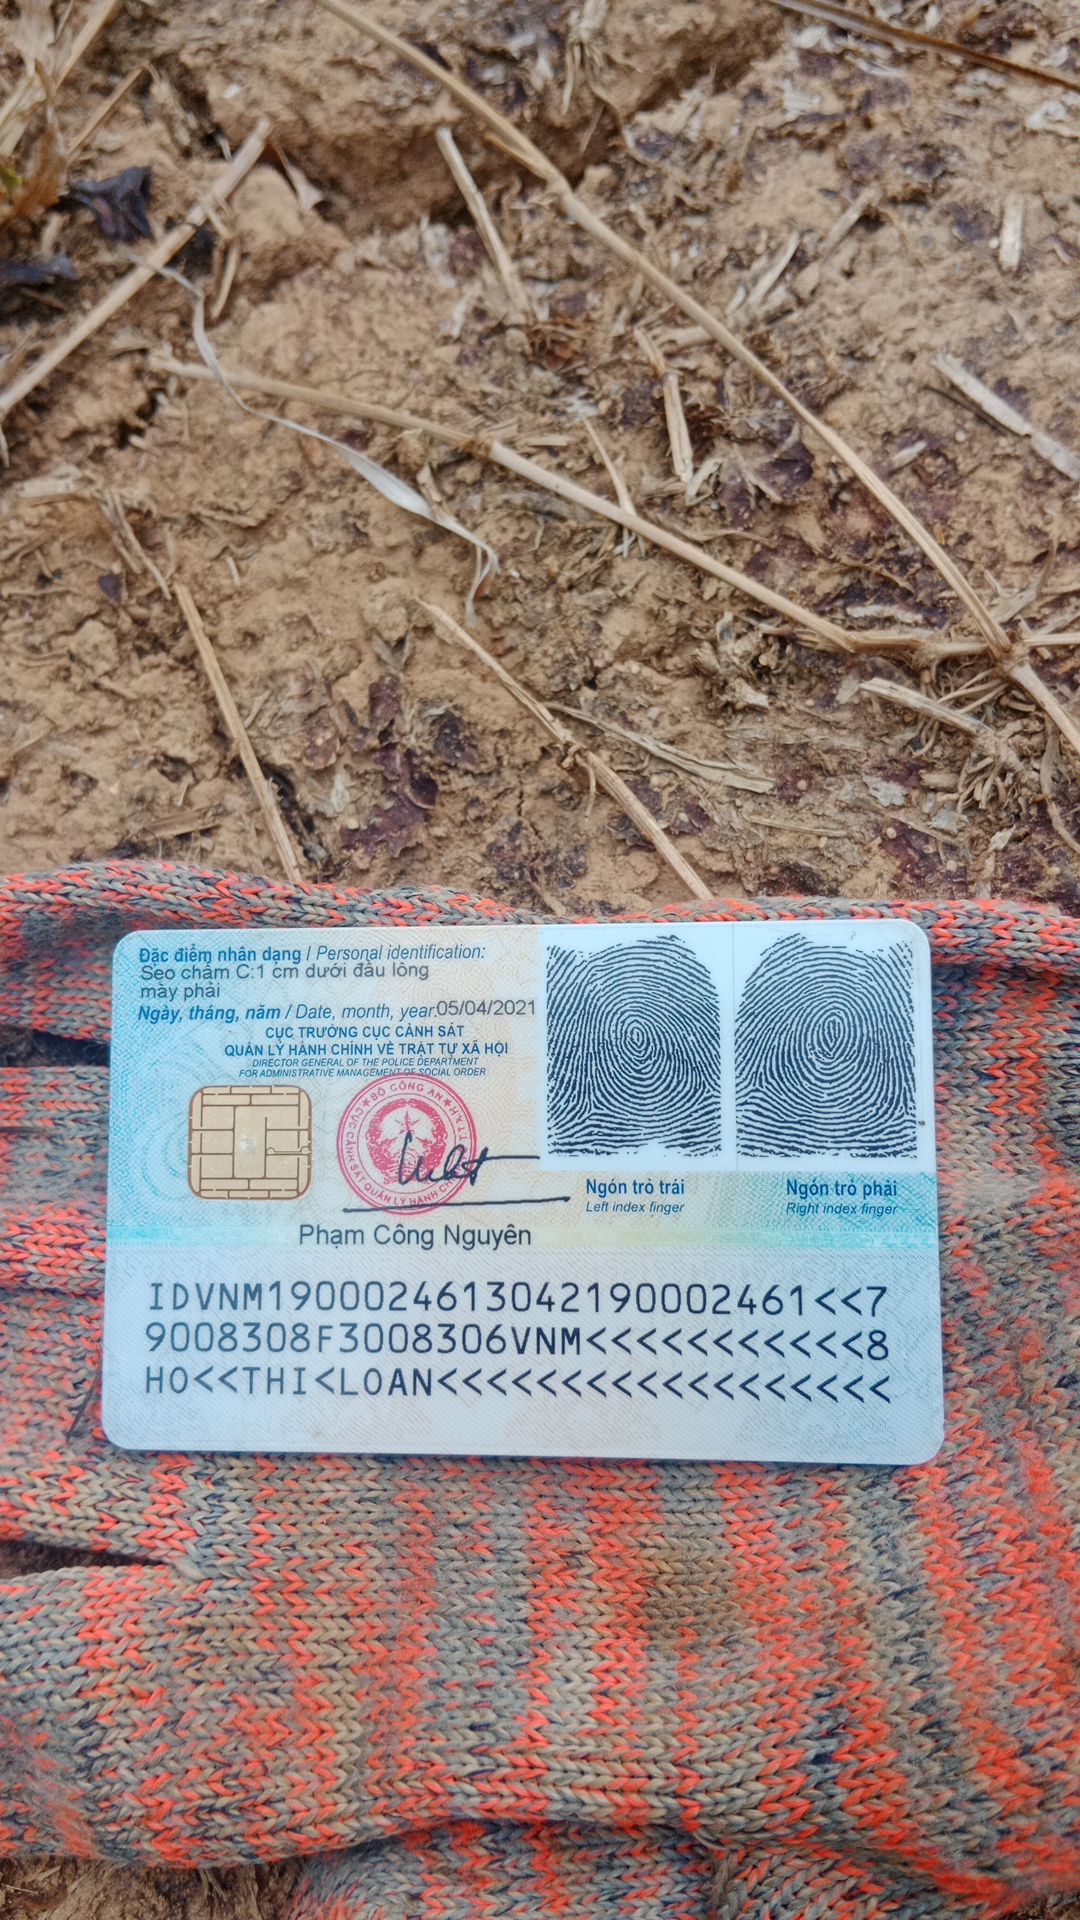 Đặc điểm nhân dạng / Personal identification:
Sẹo chấm C:1 cm dưới đầu lông
mày phải
Ngày, tháng, năm / Date, month, year: 05/04/2021
CỤC TRƯỞNG CỤC CẢNH SÁT
QUẢN LÝ HÀNH CHÍNH VỀ TRẬT TỰ XÃ HỘI
DIRECTOR GENERAL OF THE POLICE DEPARTMENT
FOR ADMINISTRATIVE MANAGEMENT OF SOCIAL ORDER
BỘ CÔNG AN
CỤC CẢNH SÁT QUẢN LÝ HÀNH
Ngón trỏ trái
Left index finger
Ngón trỏ phải
Right index finger
Phạm Công Nguyên
IDVNM1900024613042190002461<<7
9008308F3008306VNM<<<<<<<<<<<8
HO<<THI<LOAN<<<<<<<<<<<<<<<<<<